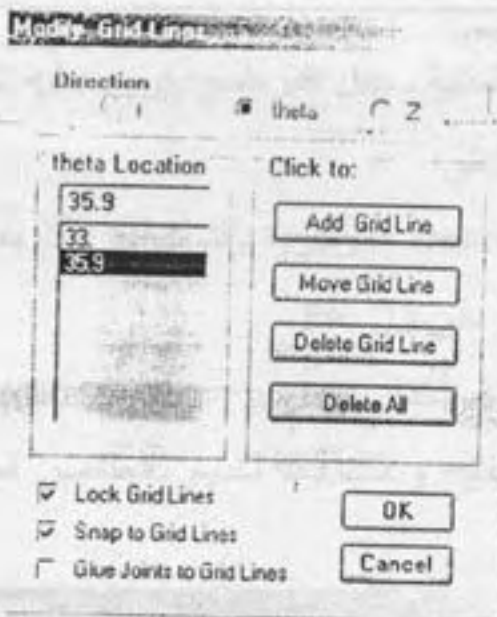 Modify Grid Lines
Direction
r theta Z
theta Location
35.9
33.
35.9
Click to:
Add Grid Line
Move Grid Line
Delete Grid Line
Delete All
Lock Grid Lines
Snap to Grid Lines
Glue Joints to Grid Lines
OK
Cancel